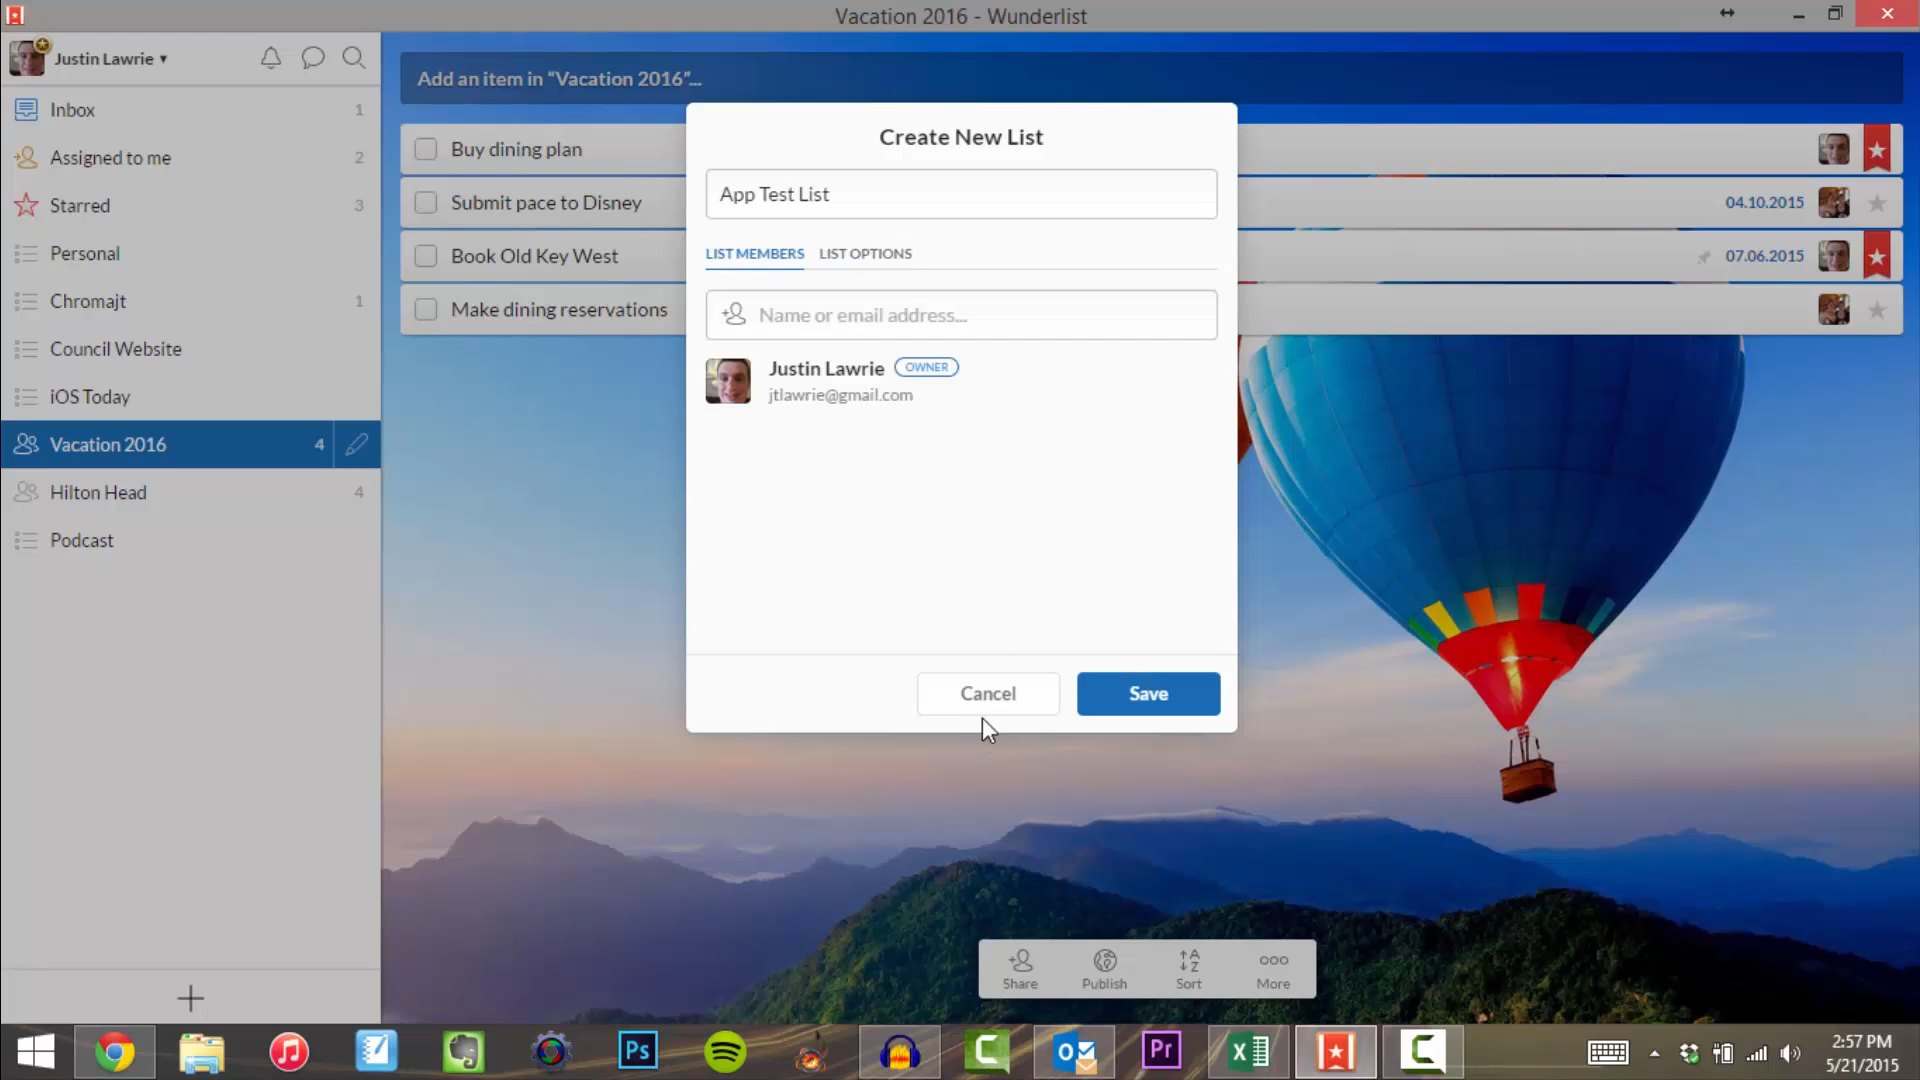 Vacation 2016 - Wunderlist
Justin Lawrie
Inbox 1
Assigned to me 2
Starred 3
Personal
Chromajt 1
Council Website
iOS Today
Vacation 2016 4
Hilton Head 4
Podcast
Add an item in “Vacation 2016”...
Buy dining plan
Submit pace to Disney 04.10.2015
Book Old Key West 07.06.2015
Make dining reservations
Create New List
App Test List
LIST MEMBERS LIST OPTIONS
Name or email address...
Justin Lawrie OWNER
jtlawrie@gmail.com
Cancel Save
Share Publish Sort More
Ps
Pr
2:57 PM
5/21/2015